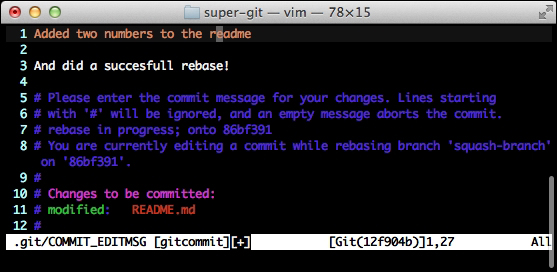 super-git — vim — 78×15
1 Added two numbers to the readme
2
3 And did a succesfull rebase!
4
5 # Please enter the commit message for your changes. Lines starting
6 # with '#' will be ignored, and an empty message aborts the commit.
7 # rebase in progress; onto 86bf391
8 # You are currently editing a commit while rebasing branch 'squash-branch'
on '86bf391'.
9 #
10 # Changes to be committed:
11 # modified:   README.md
12 #
.git/COMMIT_EDITMSG [gitcommit][+] [Git(12f904b)]1,27 All